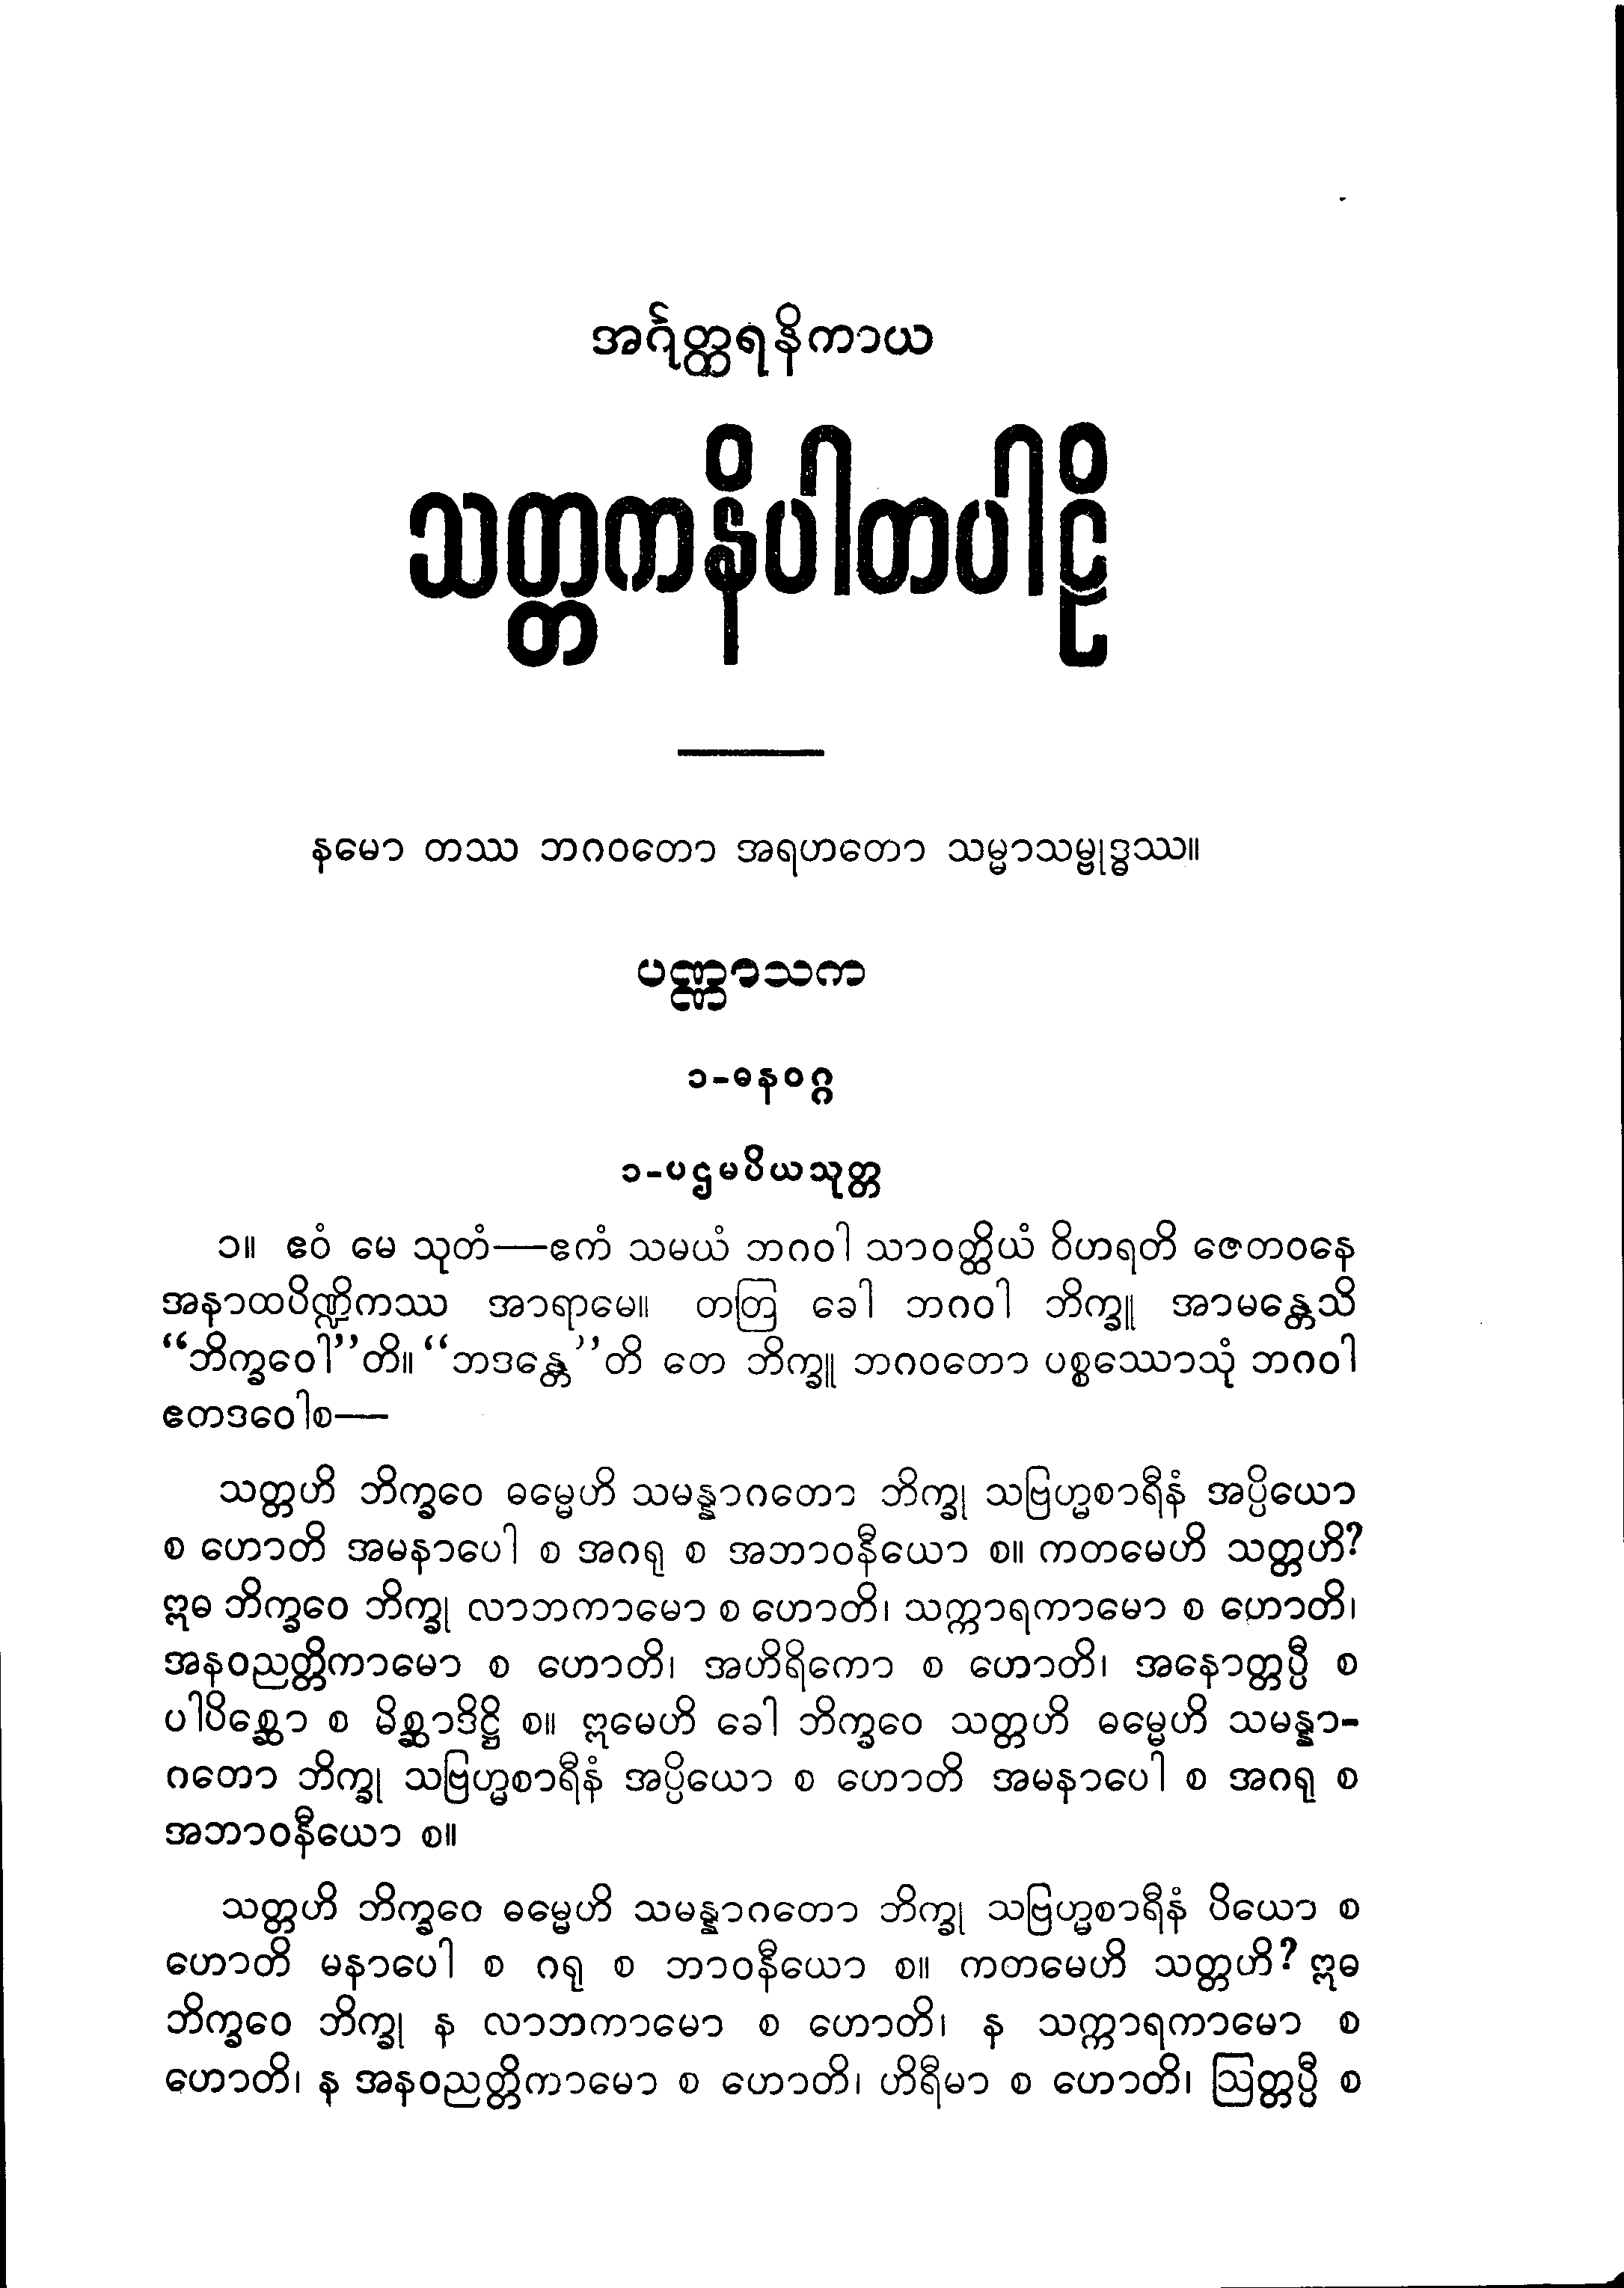 အင်္ဂုတ္တရနိကာယ
သတ္တကနိပါတပါဠိ
နမော တဿ ဘဂဝတော အရဟတော သမ္မာသမ္ဗုဒ္ဓဿ။
ပဏ္ဏာသက
၁-ဓနဝဂ္ဂ
၁-ပဌမပိယသုတ္တ
၁။ ဧဝံ မေ သုတံ—ဧကံ သမယံ ဘဂဝါ သာဝတ္ထိယံ ဝိဟရတိ ဇေတဝနေ
အနာထပိဏ္ဍိကဿ အာရာမေ။ တတြ ခေါ ဘဂဝါ ဘိက္ခူ အာမန္တေသိ
“ဘိက္ခဝေါ”တိ။ “ဘဒန္တေ”တိ တေ ဘိက္ခူ ဘဂဝတော ပစ္စဿောသုံ ဘဂဝါ
ဧတဒဝေါစ—
သတ္တဟိ ဘိက္ခဝေ ဓမ္မေဟိ သမန္နာဂတော ဘိက္ခု သဗြဟ္မစာရီနံ အပ္ပိယော
စ ဟောတိ အမနာပေါ စ အဂရု စ အဘာဝနီယော စ။ ကတမေဟိ သတ္တဟိ?
ဣဓ ဘိက္ခဝေ ဘိက္ခု လာဘကာမော စ ဟောတိ၊ သက္ကာရကာမော စ ဟောတိ၊
အနဝညတ္တိကာမော စ ဟောတိ၊ အဟိရိကော စ ဟောတိ၊ အနောတ္တပ္ပီ စ
ပါပိစ္ဆော စ မိစ္ဆာဒိဋ္ဌိ စ။ ဣမေဟိ ခေါ ဘိက္ခဝေ သတ္တဟိ ဓမ္မေဟိ သမန္နာ-
ဂတော ဘိက္ခု သဗြဟ္မစာရီနံ အပ္ပိယော စ ဟောတိ အမနာပေါ စ အဂရု စ
အဘာဝနီယော စ။
သတ္တဟိ ဘိက္ခဝေ ဓမ္မေဟိ သမန္နာဂတော ဘိက္ခု သဗြဟ္မစာရီနံ ပိယော စ
ဟောတိ မနာပေါ စ ဂရု စ ဘာဝနီယော စ။ ကတမေဟိ သတ္တဟိ? ဣဓ
ဘိက္ခဝေ ဘိက္ခု န လာဘကာမော စ ဟောတိ၊ န သက္ကာရကာမော စ
ဟောတိ၊ န အနဝညတ္တိကာမော စ ဟောတိ၊ ဟိရီမာ စ ဟောတိ၊ ဩတ္တပ္ပီ စ